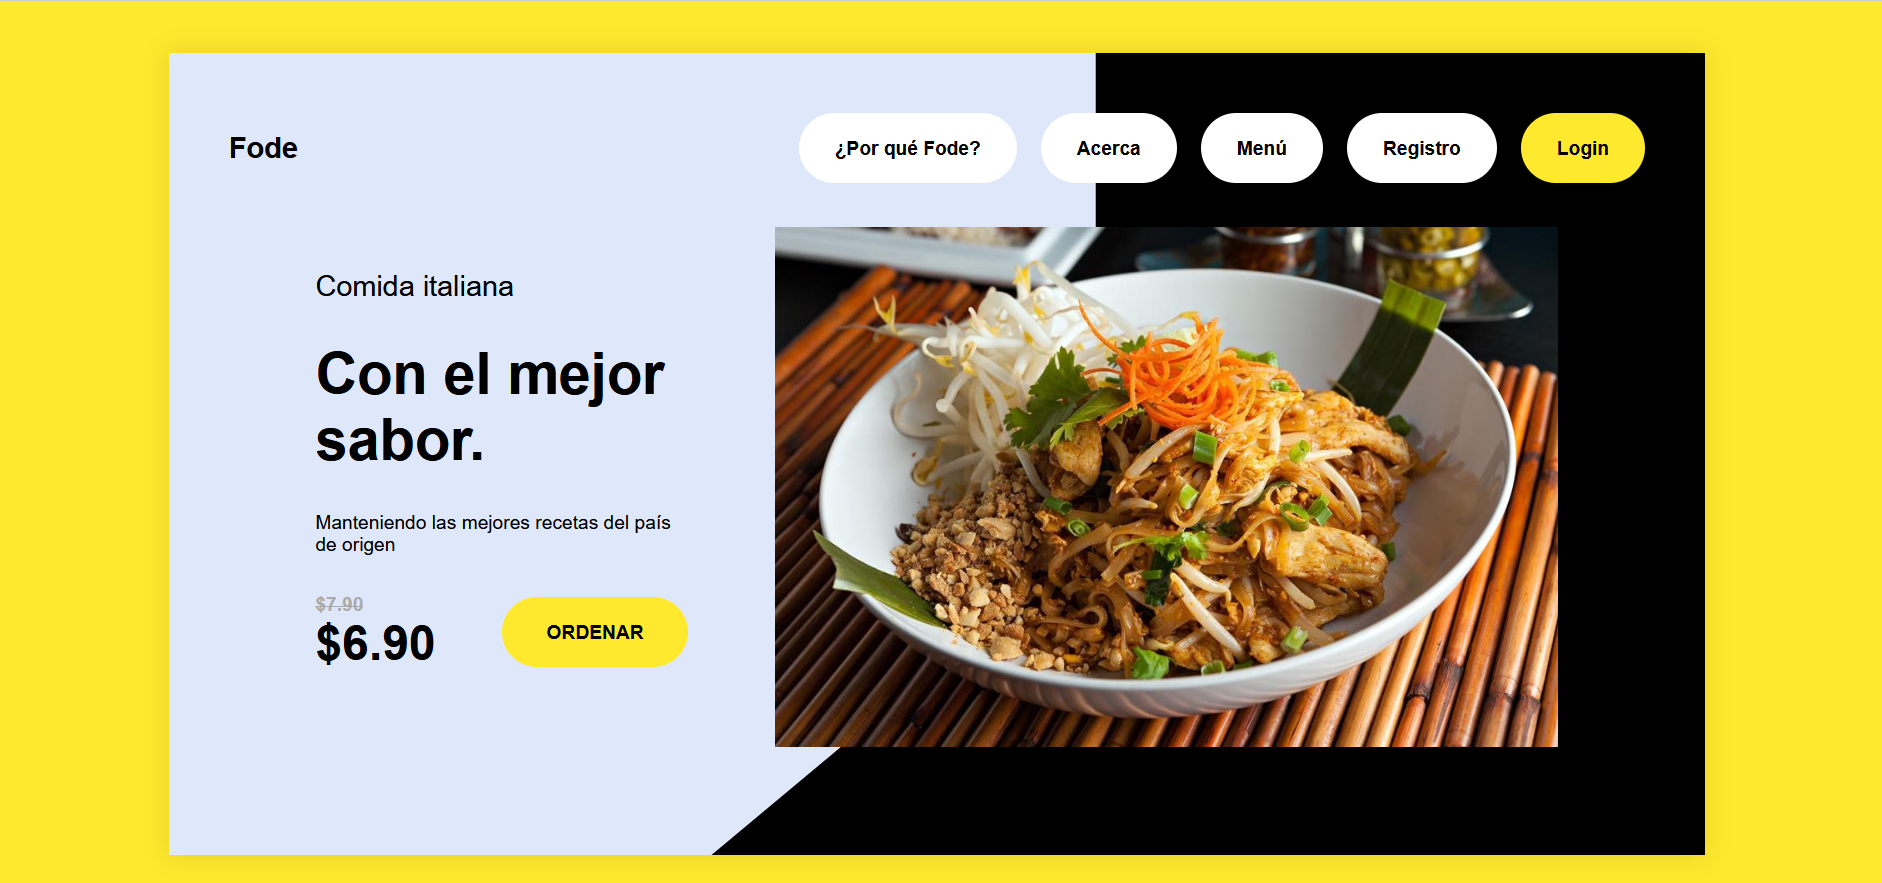 Fode
¿Por qué Fode?
Acerca
Menú
Registro
Login
Comida italiana
Con el mejor
sabor.
Manteniendo las mejores recetas del país
de origen
$7.90
$6.90
ORDENAR